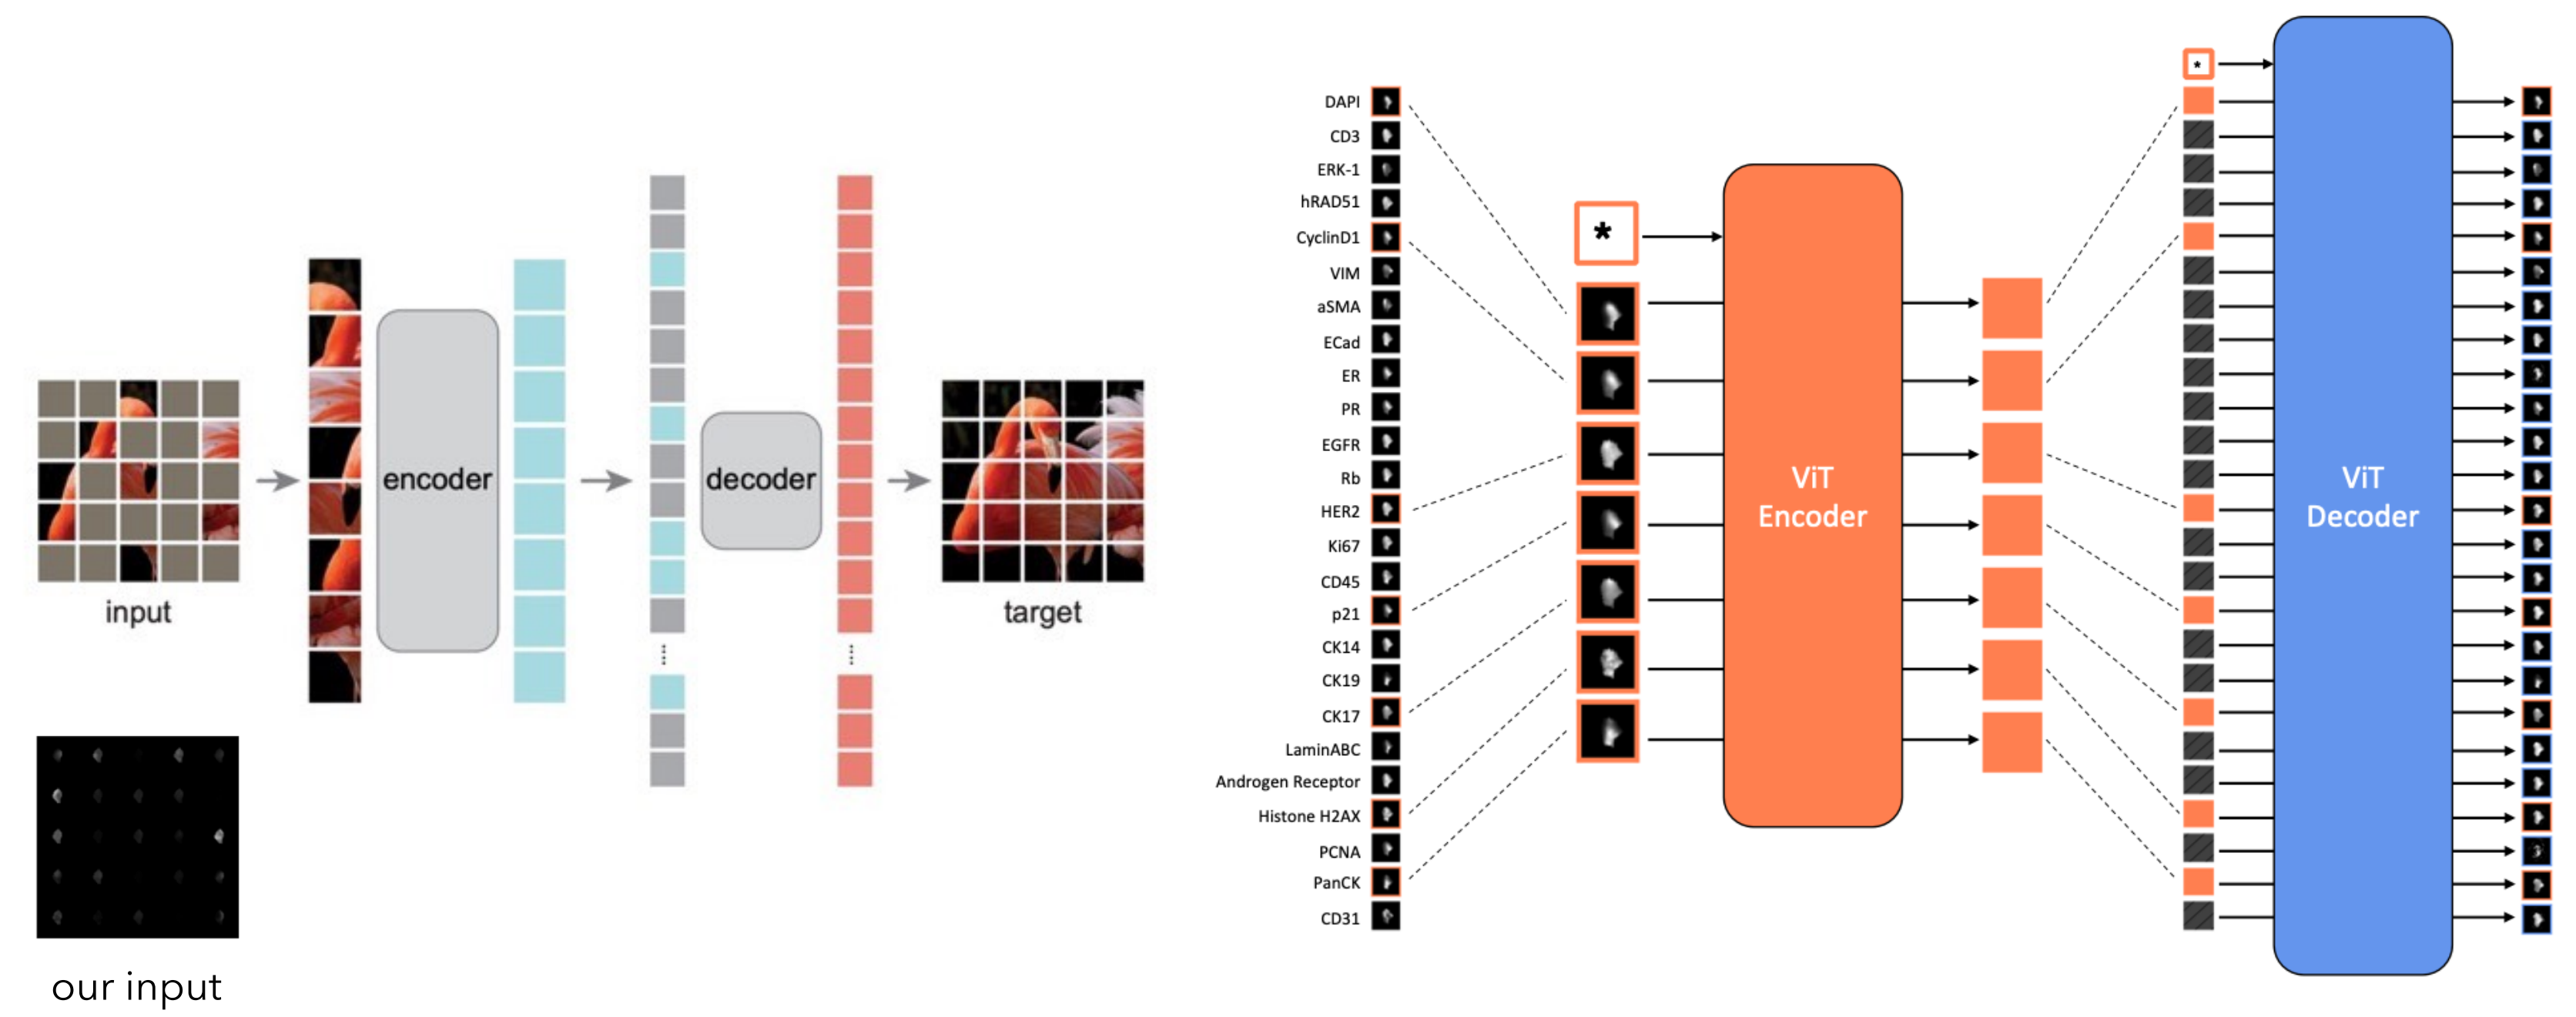 encoder
decoder
input
target
our input
DAPI
CD3
ERK-1
hRAD51
CyclinD1
VIM
aSMA
ECad
ER
PR
EGFR
Rb
HER2
Ki67
CD45
p21
CK14
CK19
CK17
LaminABC
Androgen Receptor
Histone H2AX
PCNA
PanCK
CD31
*
ViT
Encoder
*
ViT
Decoder